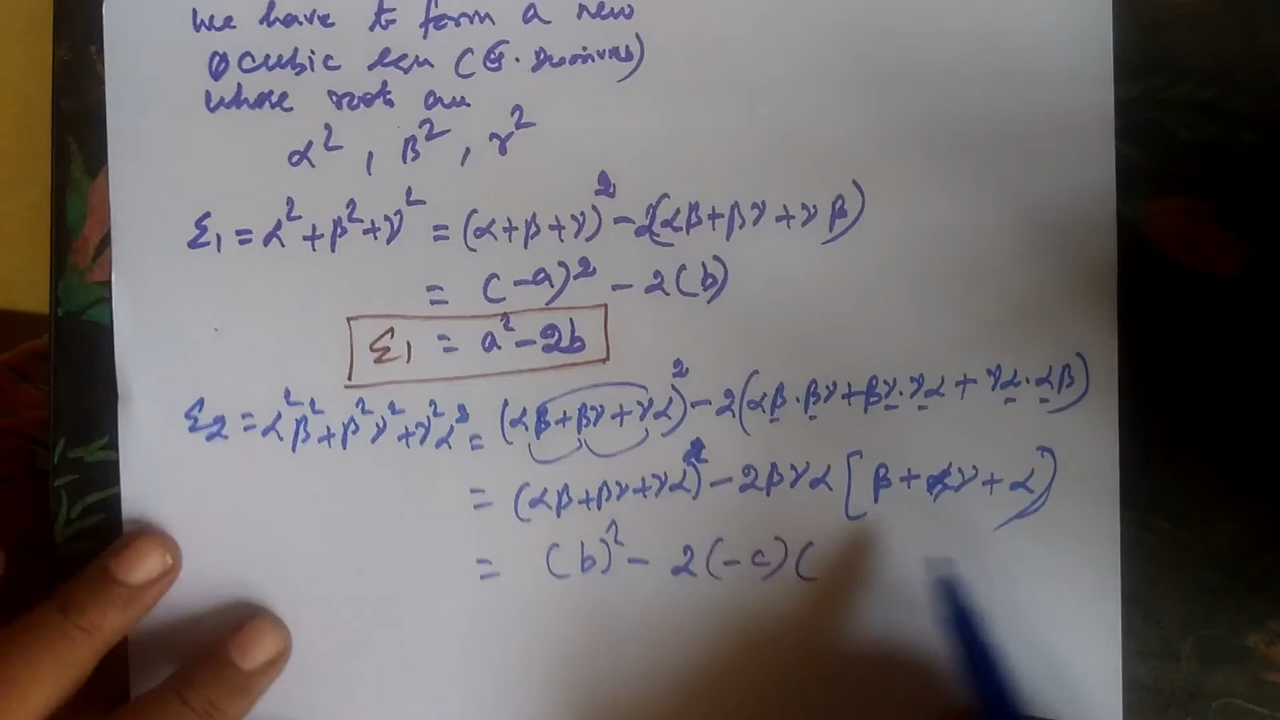 we have to form a new
cubic eqn (G.
whose roots are
α², β², γ²
Σ₁ = α² + β² + γ² = (α+β+γ)² - 2(αβ+βγ+γβ)
= (-a)² - 2(b)
Σ₁ = a² - 2b
Σ₂ = α²β² + β²γ² + γ²α² = (αβ+βγ+γα)² - 2(αβ.βγ+βγ.γα+γα.αβ)
= (αβ+βγ+γα)² - 2βγα[β+γ+α)
= (b)² - 2(-c)(